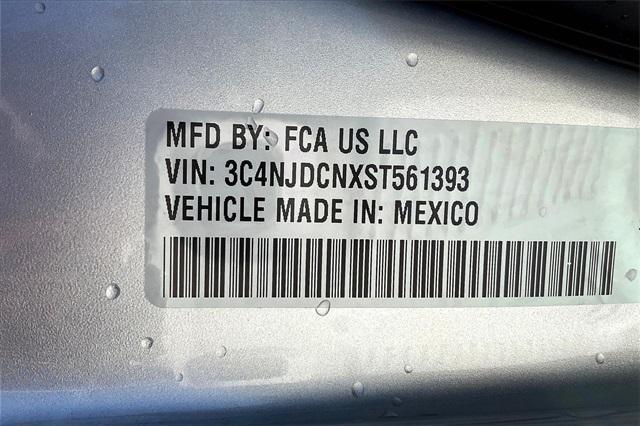 MFD BY: FCA US LLC
VIN: 3C4NJDCNXST561393
VEHICLE MADE IN: MEXICO